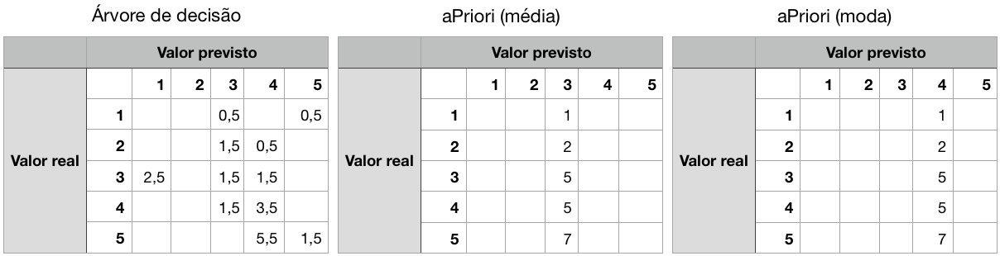 Árvore de decisão
Valor previsto
1 2 3 4 5
1 0,5 0,5
2 1,5 0,5
Valor real 3 2,5 1,5 1,5
4 1,5 3,5
5 5,5 1,5
aPriori (média)
Valor previsto
1 2 3 4 5
1 1
2 2
Valor real 3 5
4 5
5 7
aPriori (moda)
Valor previsto
1 2 3 4 5
1 1
2 2
Valor real 3 5
4 5
5 7